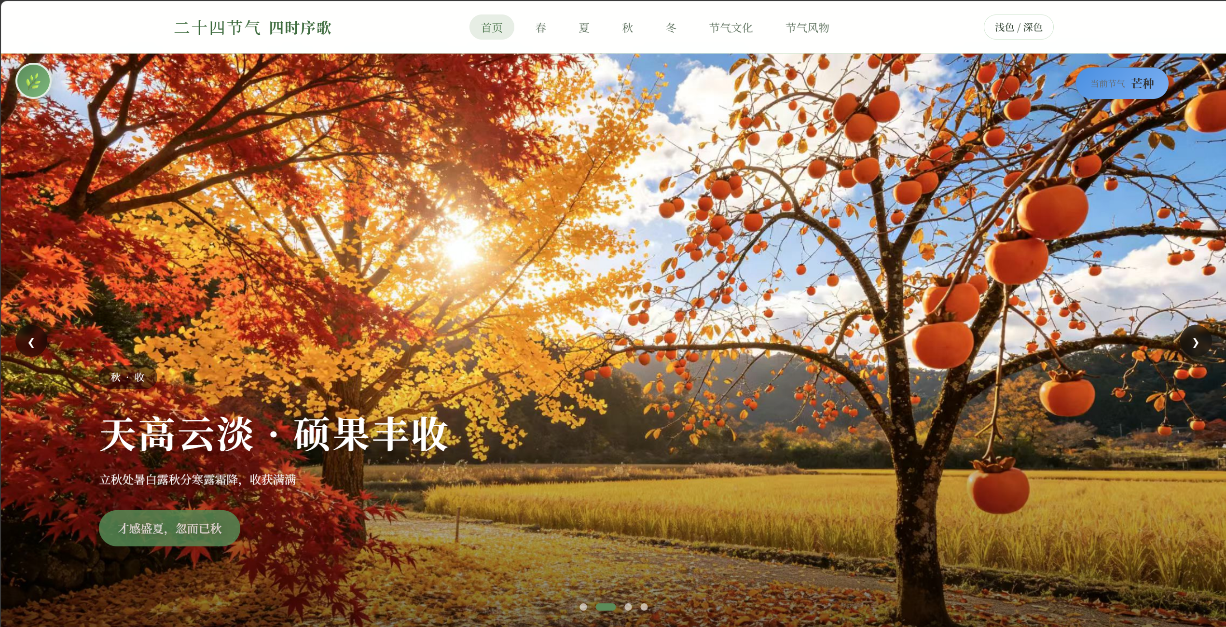 二十四节气 四时序歌
首页 春 夏 秋 冬 节气文化 节气风物
浅色 / 深色
当前节气 芒种
秋 · 收
天高云淡 · 硕果丰收
立秋处暑白露秋分寒露霜降，收获满满
才感盛夏，忽而已秋